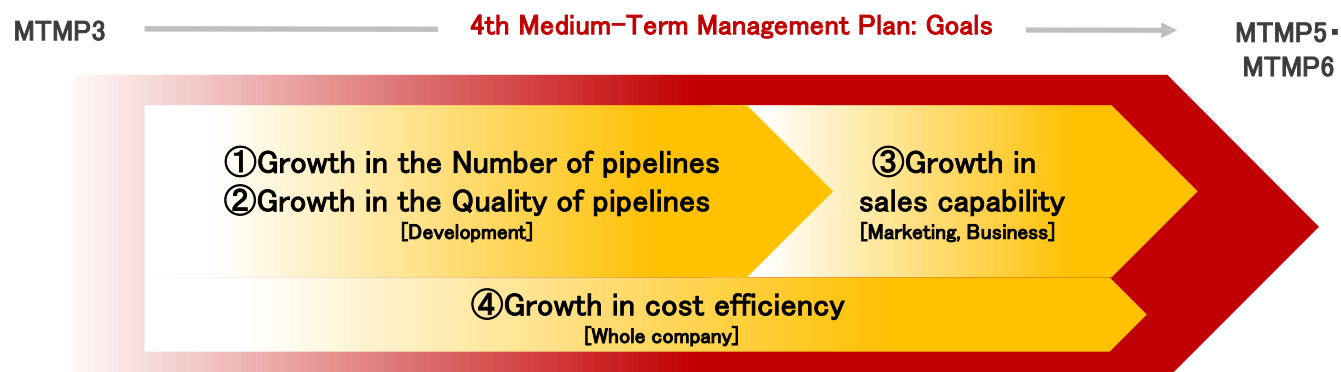 MTMP3
4th Medium-Term Management Plan: Goals
MTMP5・
MTMP6
①Growth in the Number of pipelines
②Growth in the Quality of pipelines
[Development]
③Growth in
sales capability
[Marketing, Business]
④Growth in cost efficiency
[Whole company]